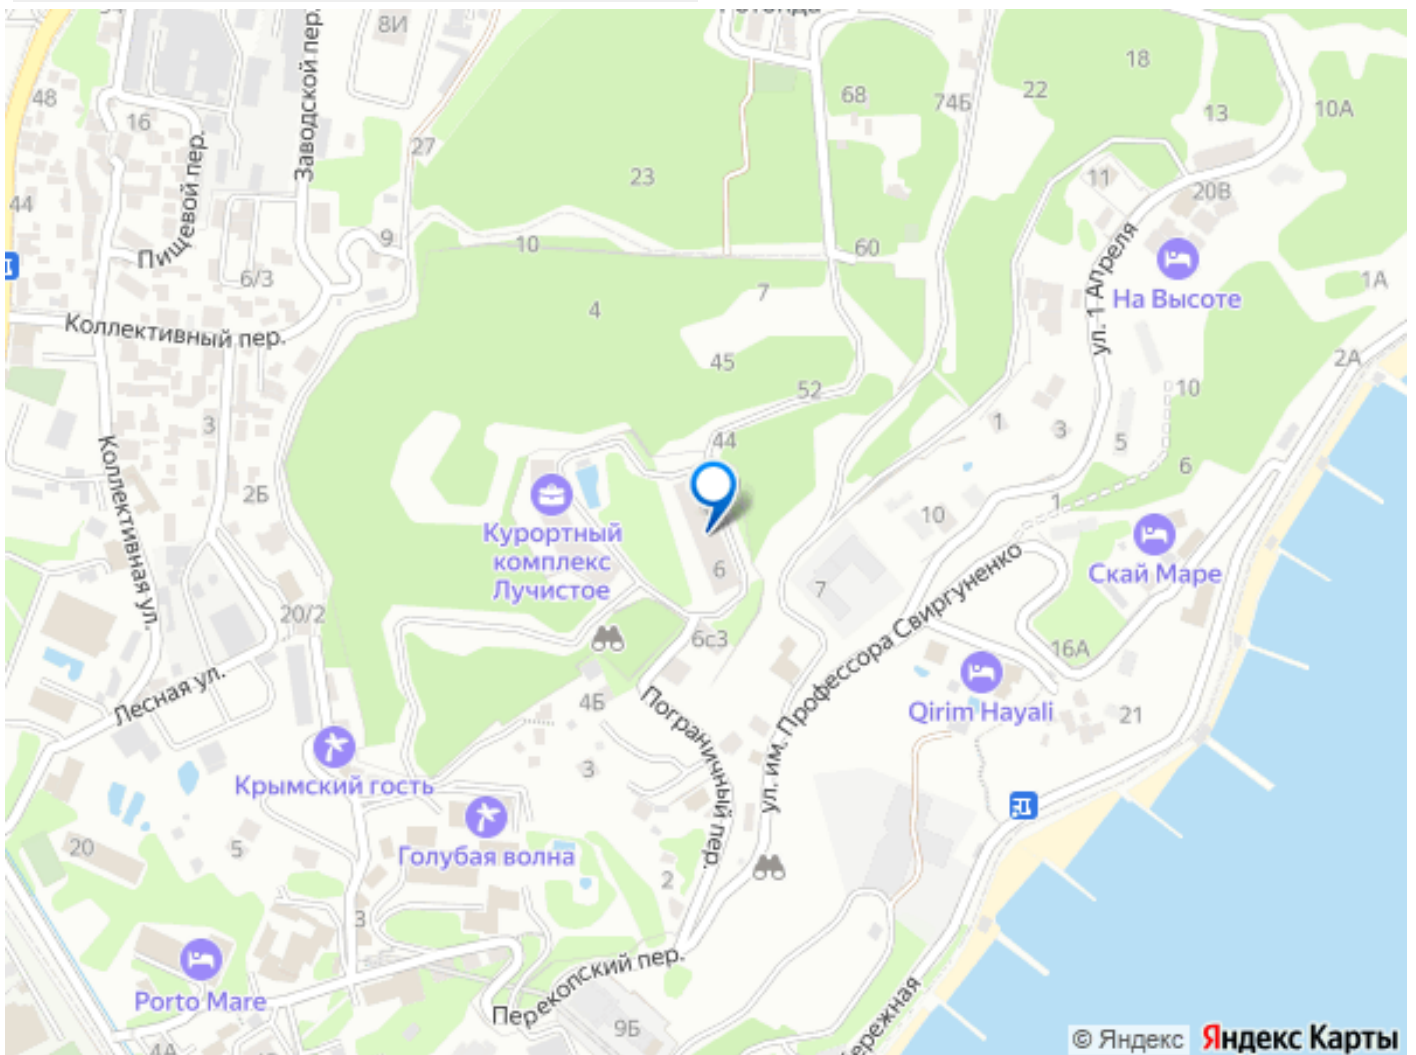 8И
18
22
74Б
68
13
10А
48
16
Заводской пер.
27
23
11
20В
44
Пищевой пер.
9
10
60
6/3
7
1А
На Высоте
ул. 1 Апреля
4
Коллективный пер.
45
2А
52
10
3
1
3
5
44
6
2Б
Коллективная ул.
Курортный
комплекс
Лучистое
10
1
6
7
Скай Маре
ул. им. Профессора Свиргуненко
20/2
6с3
16А
Лесная ул.
4Б
Пограничный пер.
Qirim Hayali
21
3
Крымский гость
20
5
Голубая волна
2
3
Porto Mare
Перекопский пер.
9Б
4А
© Яндекс Яндекс Карты